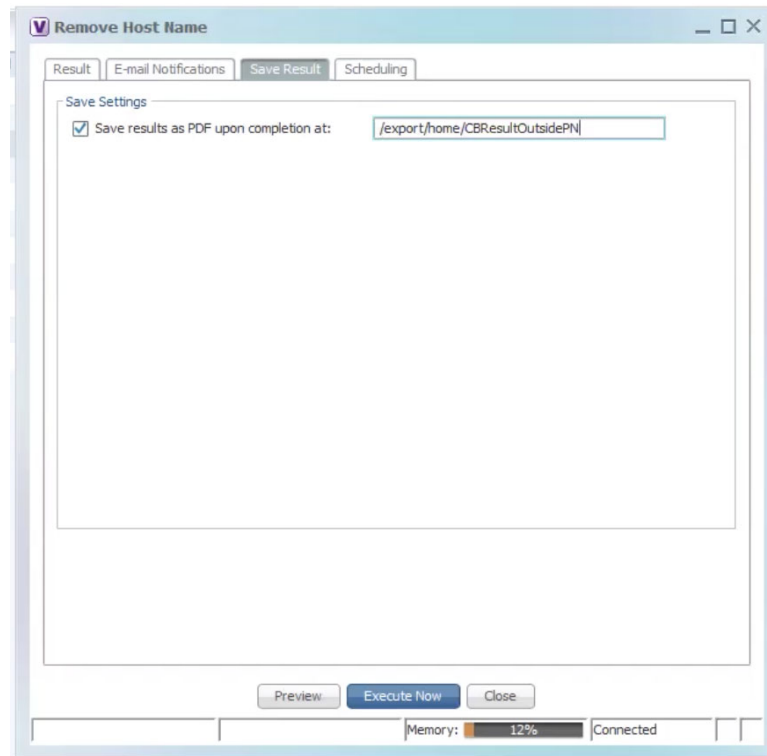 V Remove Host Name
Result E-mail Notifications Save Result Scheduling
Save Settings
Save results as PDF upon completion at: /export/home/CBResultOutsidePN
Preview Execute Now Close
Memory: 12% Connected